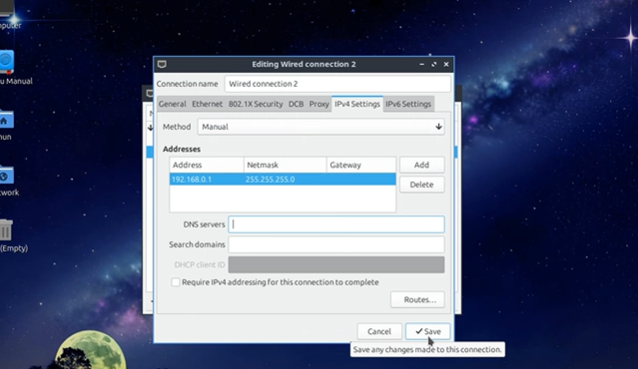 Editing Wired connection 2
Connection name Wired connection 2
General Ethernet 802.1X Security DCB Proxy IPv4 Settings IPv6 Settings
Method Manual
Addresses
Address Netmask Gateway Add
192.168.0.1 255.255.255.0
Delete
DNS servers
Search domains
DHCP client ID
Require IPv4 addressing for this connection to complete
Routes...
Cancel Save
Save any changes made to this connection.
puter
u Manual
nun
work
(Empty)